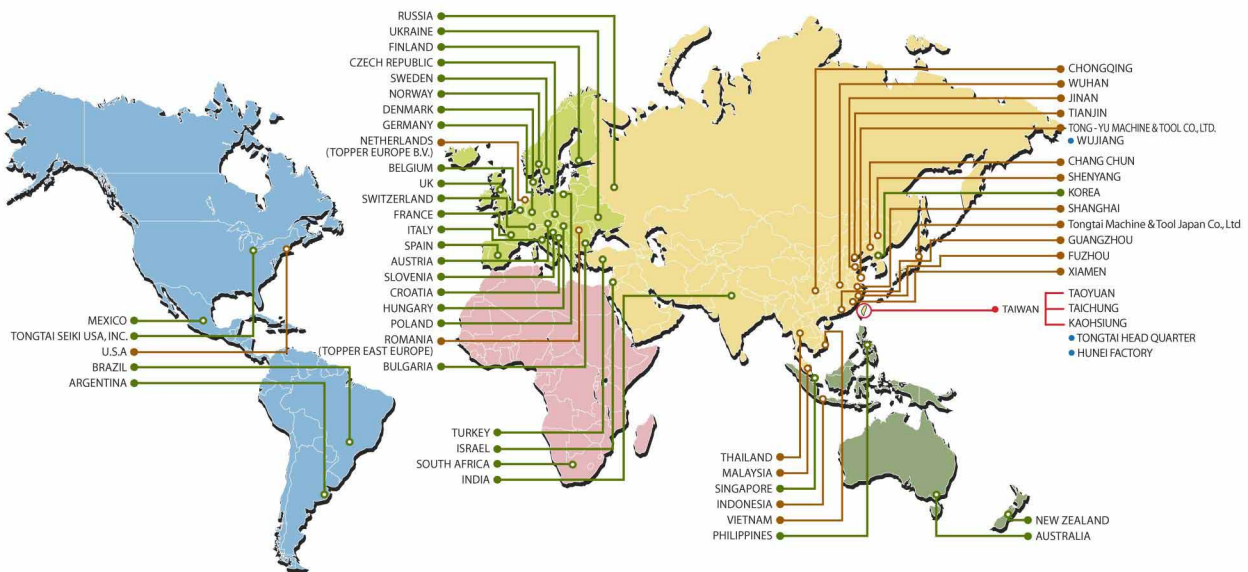 RUSSIA
UKRAINE
FINLAND
CZECH REPUBLIC
SWEDEN
NORWAY
DENMARK
GERMANY
NETHERLANDS
(TOPPER EUROPE B.V.)
BELGIUM
UK
SWITZERLAND
FRANCE
ITALY
SPAIN
AUSTRIA
SLOVENIA
CROATIA
HUNGARY
POLAND
ROMANIA
(TOPPER EAST EUROPE)
BULGARIA
MEXICO
TONGTAI SEIKI USA, INC.
U.S.A
BRAZIL
ARGENTINA
TURKEY
ISRAEL
SOUTH AFRICA
INDIA
CHONGQING
WUHAN
JINAN
TIANJIN
TONG - YU MACHINE & TOOL CO., LTD.
WUJIANG
CHANG CHUN
SHENYANG
KOREA
SHANGHAI
Tongtai Machine & Tool Japan Co., Ltd
GUANGZHOU
FUZHOU
XIAMEN
TAIWAN
TAOYUAN
TAICHUNG
KAOHSIUNG
TONGTAI HEAD QUARTER
HUNEI FACTORY
THAILAND
MALAYSIA
SINGAPORE
INDONESIA
VIETNAM
PHILIPPINES
NEW ZEALAND
AUSTRALIA